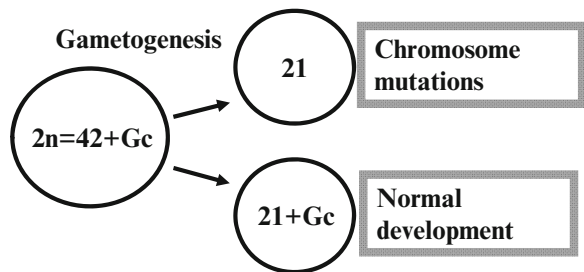 Gametogenesis
21
Chromosome
mutations
2n=42+Gc
21+Gc
Normal
development